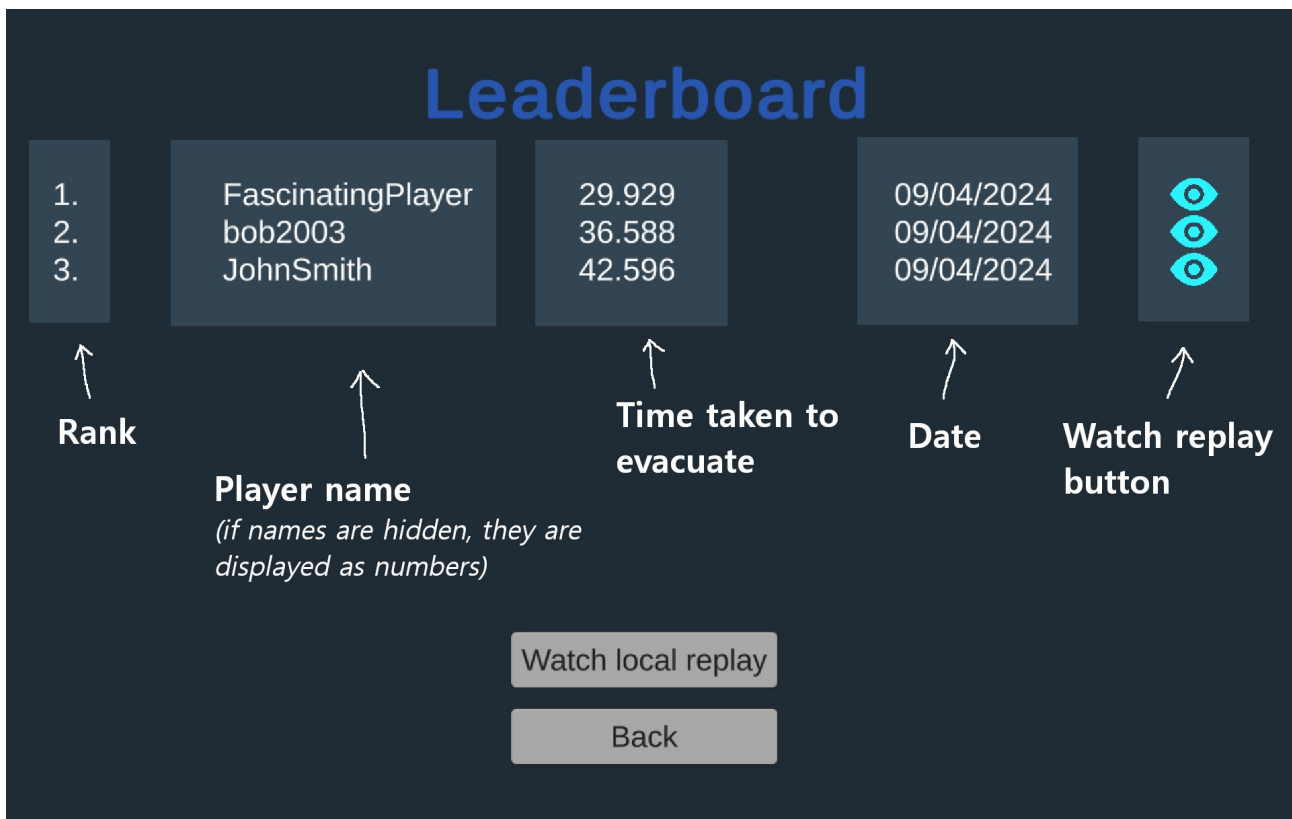 Leaderboard
1. FascinatingPlayer 29.929 09/04/2024
2. bob2003 36.588 09/04/2024
3. JohnSmith 42.596 09/04/2024
Rank
Player name
(if names are hidden, they are
displayed as numbers)
Time taken to
evacuate
Date
Watch replay
button
Watch local replay
Back